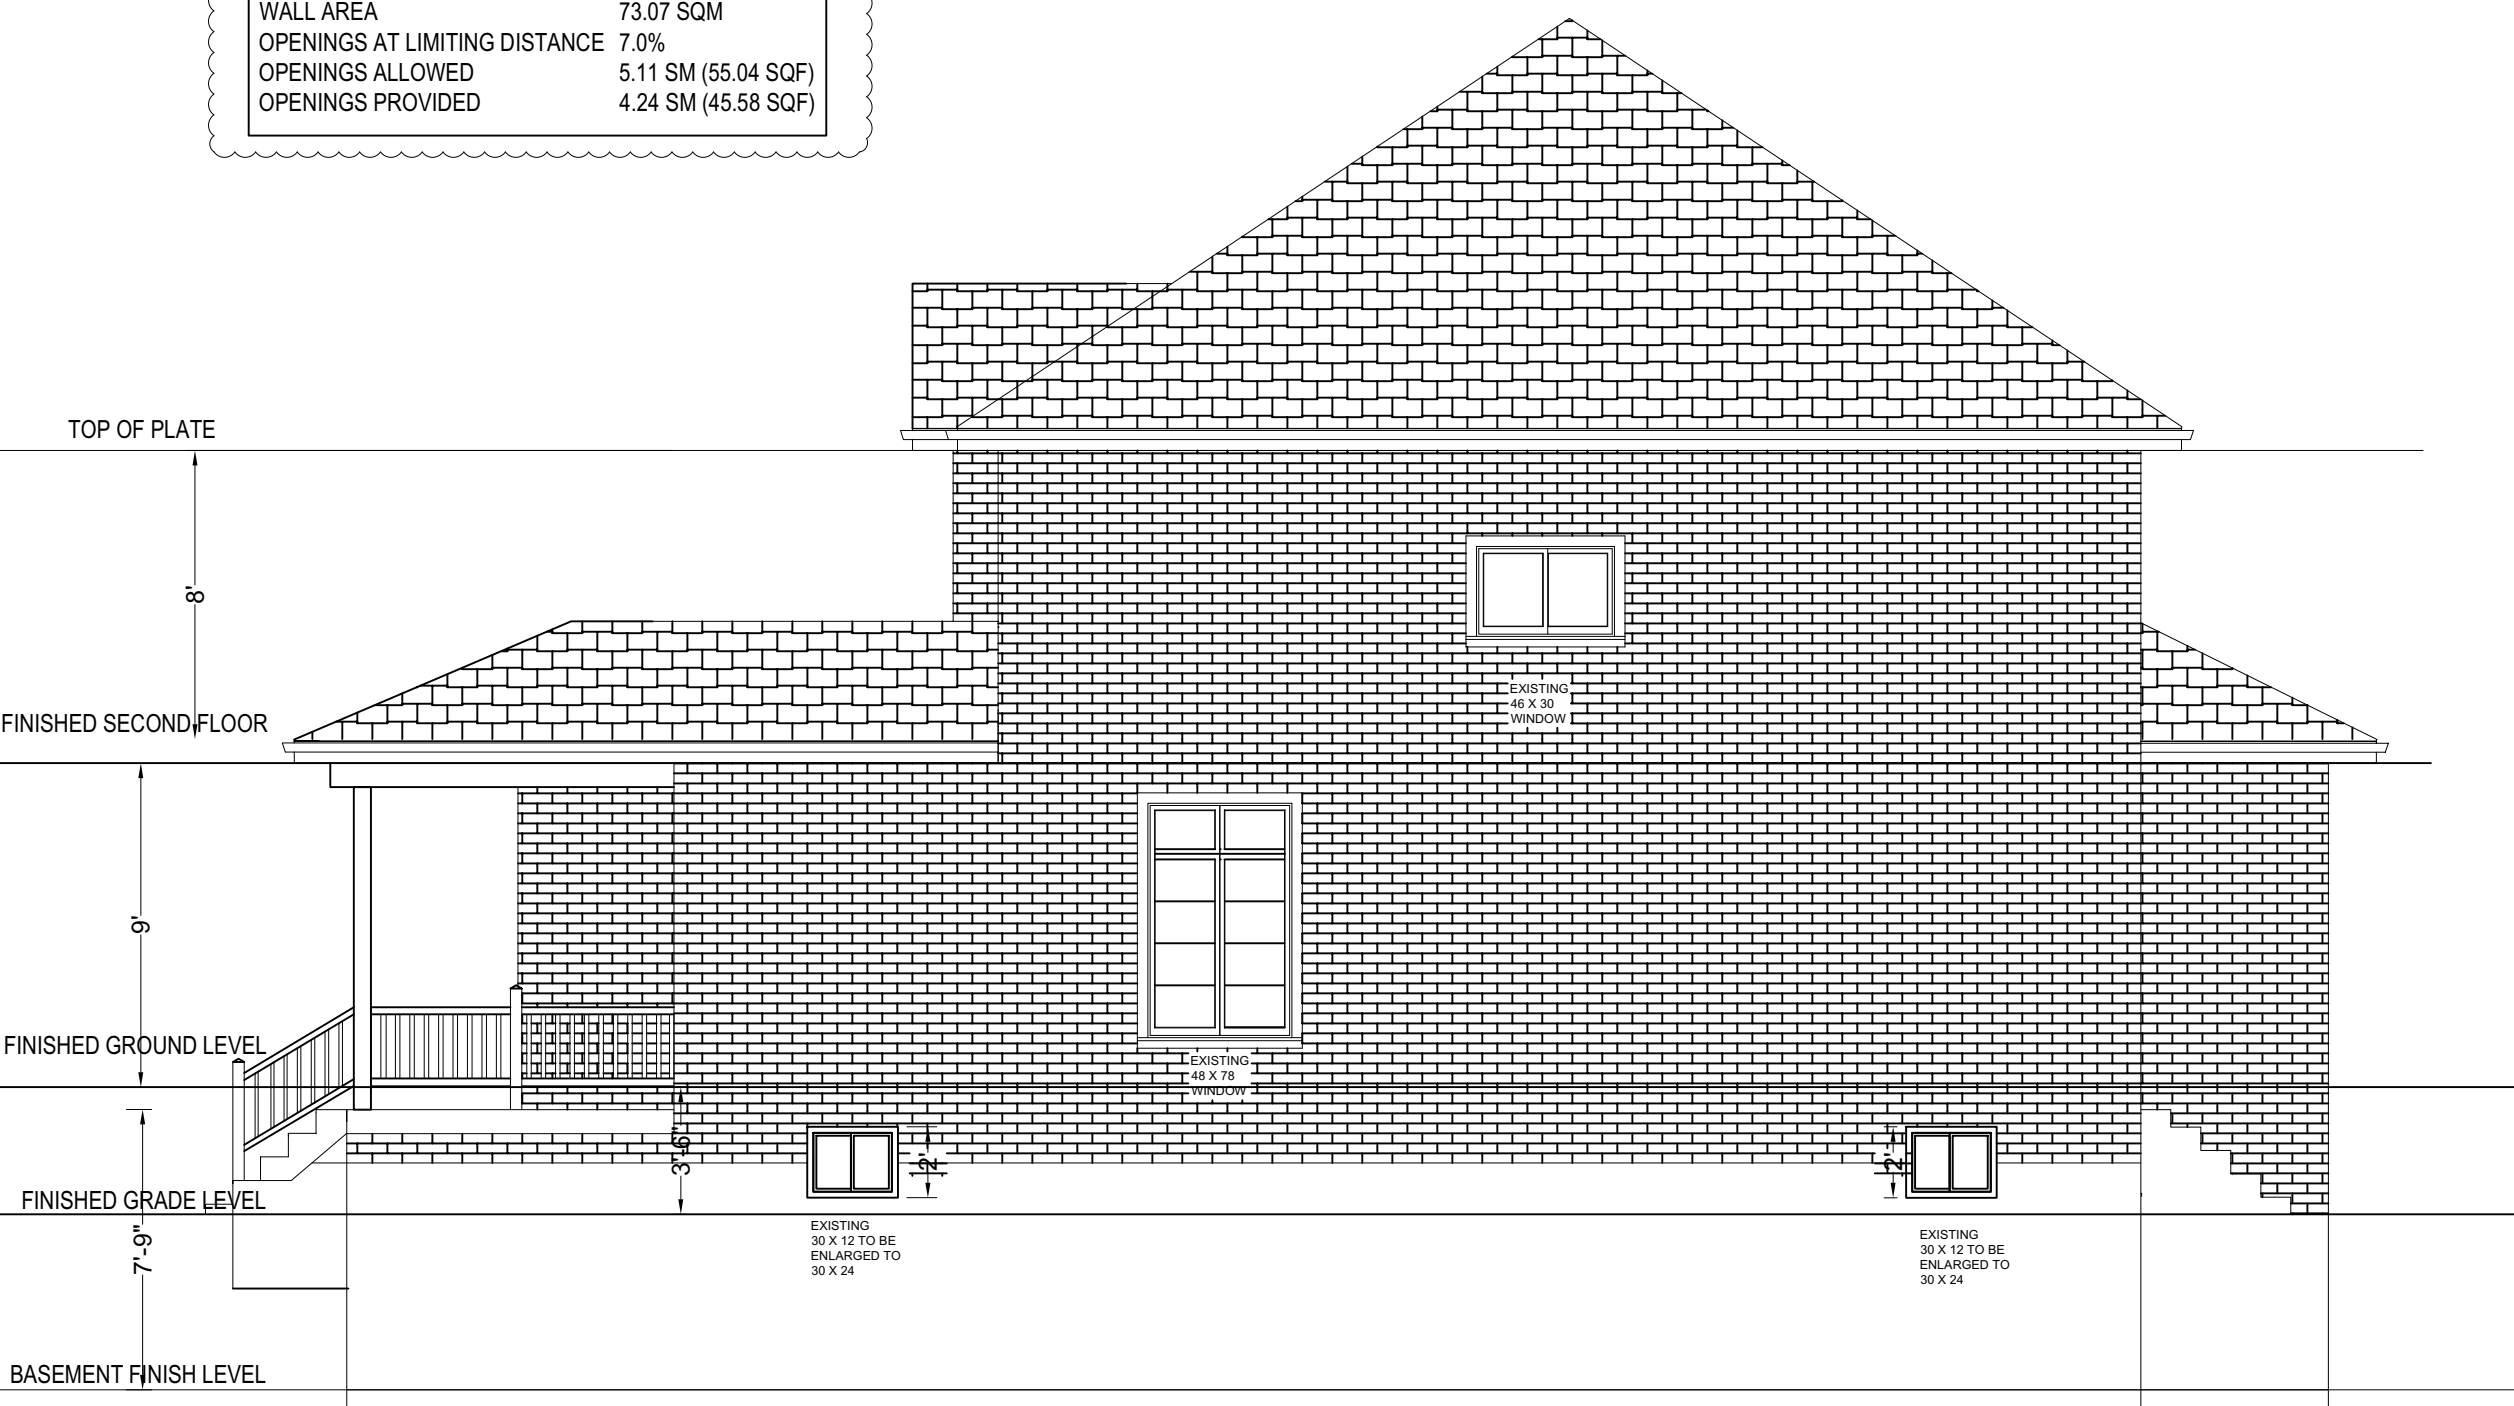 WALL AREA 73.07 SQM
OPENINGS AT LIMITING DISTANCE 7.0%
OPENINGS ALLOWED 5.11 SM (55.04 SQF)
OPENINGS PROVIDED 4.24 SM (45.58 SQF)
TOP OF PLATE
8'
EXISTING
46 X 30
WINDOW
FINISHED SECOND FLOOR
9'
FINISHED GROUND LEVEL
EXISTING
48 X 78
WINDOW
3'-6"
2'
2'
FINISHED GRADE LEVEL
7'-9"
EXISTING
30 X 12 TO BE
ENLARGED TO
30 X 24
EXISTING
30 X 12 TO BE
ENLARGED TO
30 X 24
BASEMENT FINISH LEVEL